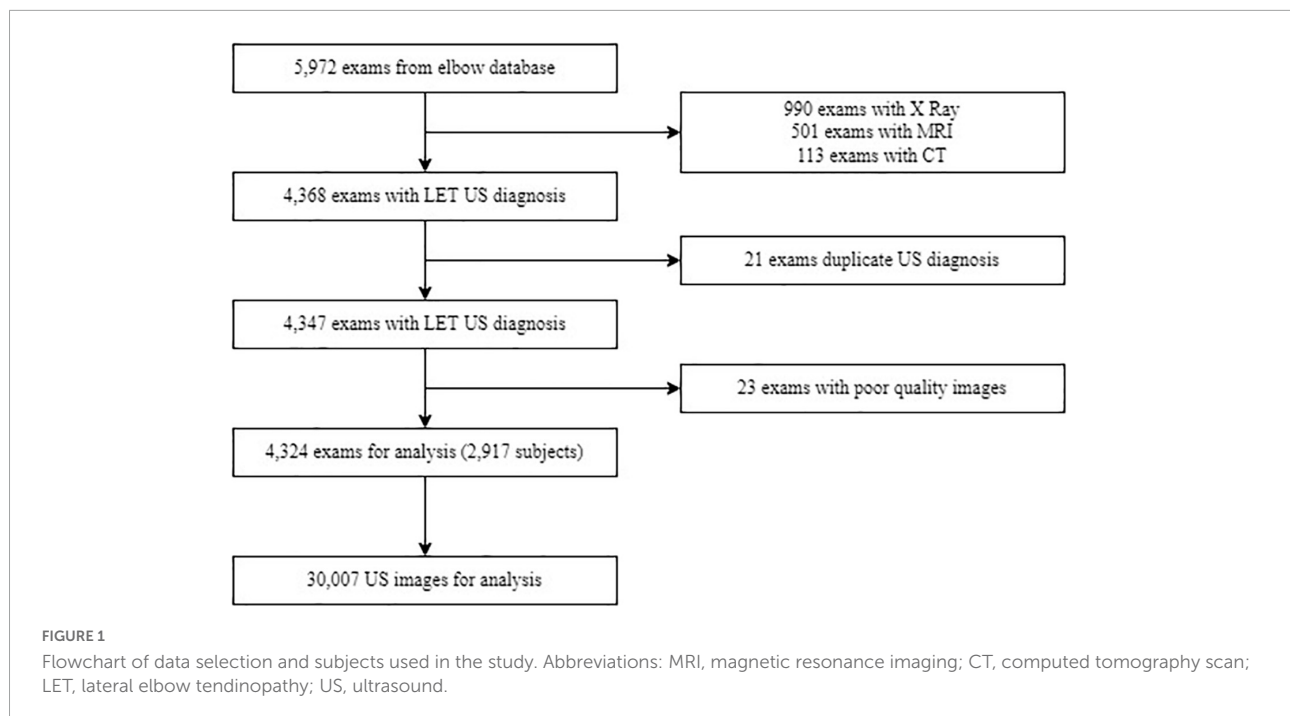 5,972 exams from elbow database
990 exams with X Ray
501 exams with MRI
113 exams with CT
4,368 exams with LET US diagnosis
21 exams duplicate US diagnosis
4,347 exams with LET US diagnosis
23 exams with poor quality images
4,324 exams for analysis (2,917 subjects)
30,007 US images for analysis
FIGURE 1
Flowchart of data selection and subjects used in the study. Abbreviations: MRI, magnetic resonance imaging; CT, computed tomography scan;
LET, lateral elbow tendinopathy; US, ultrasound.